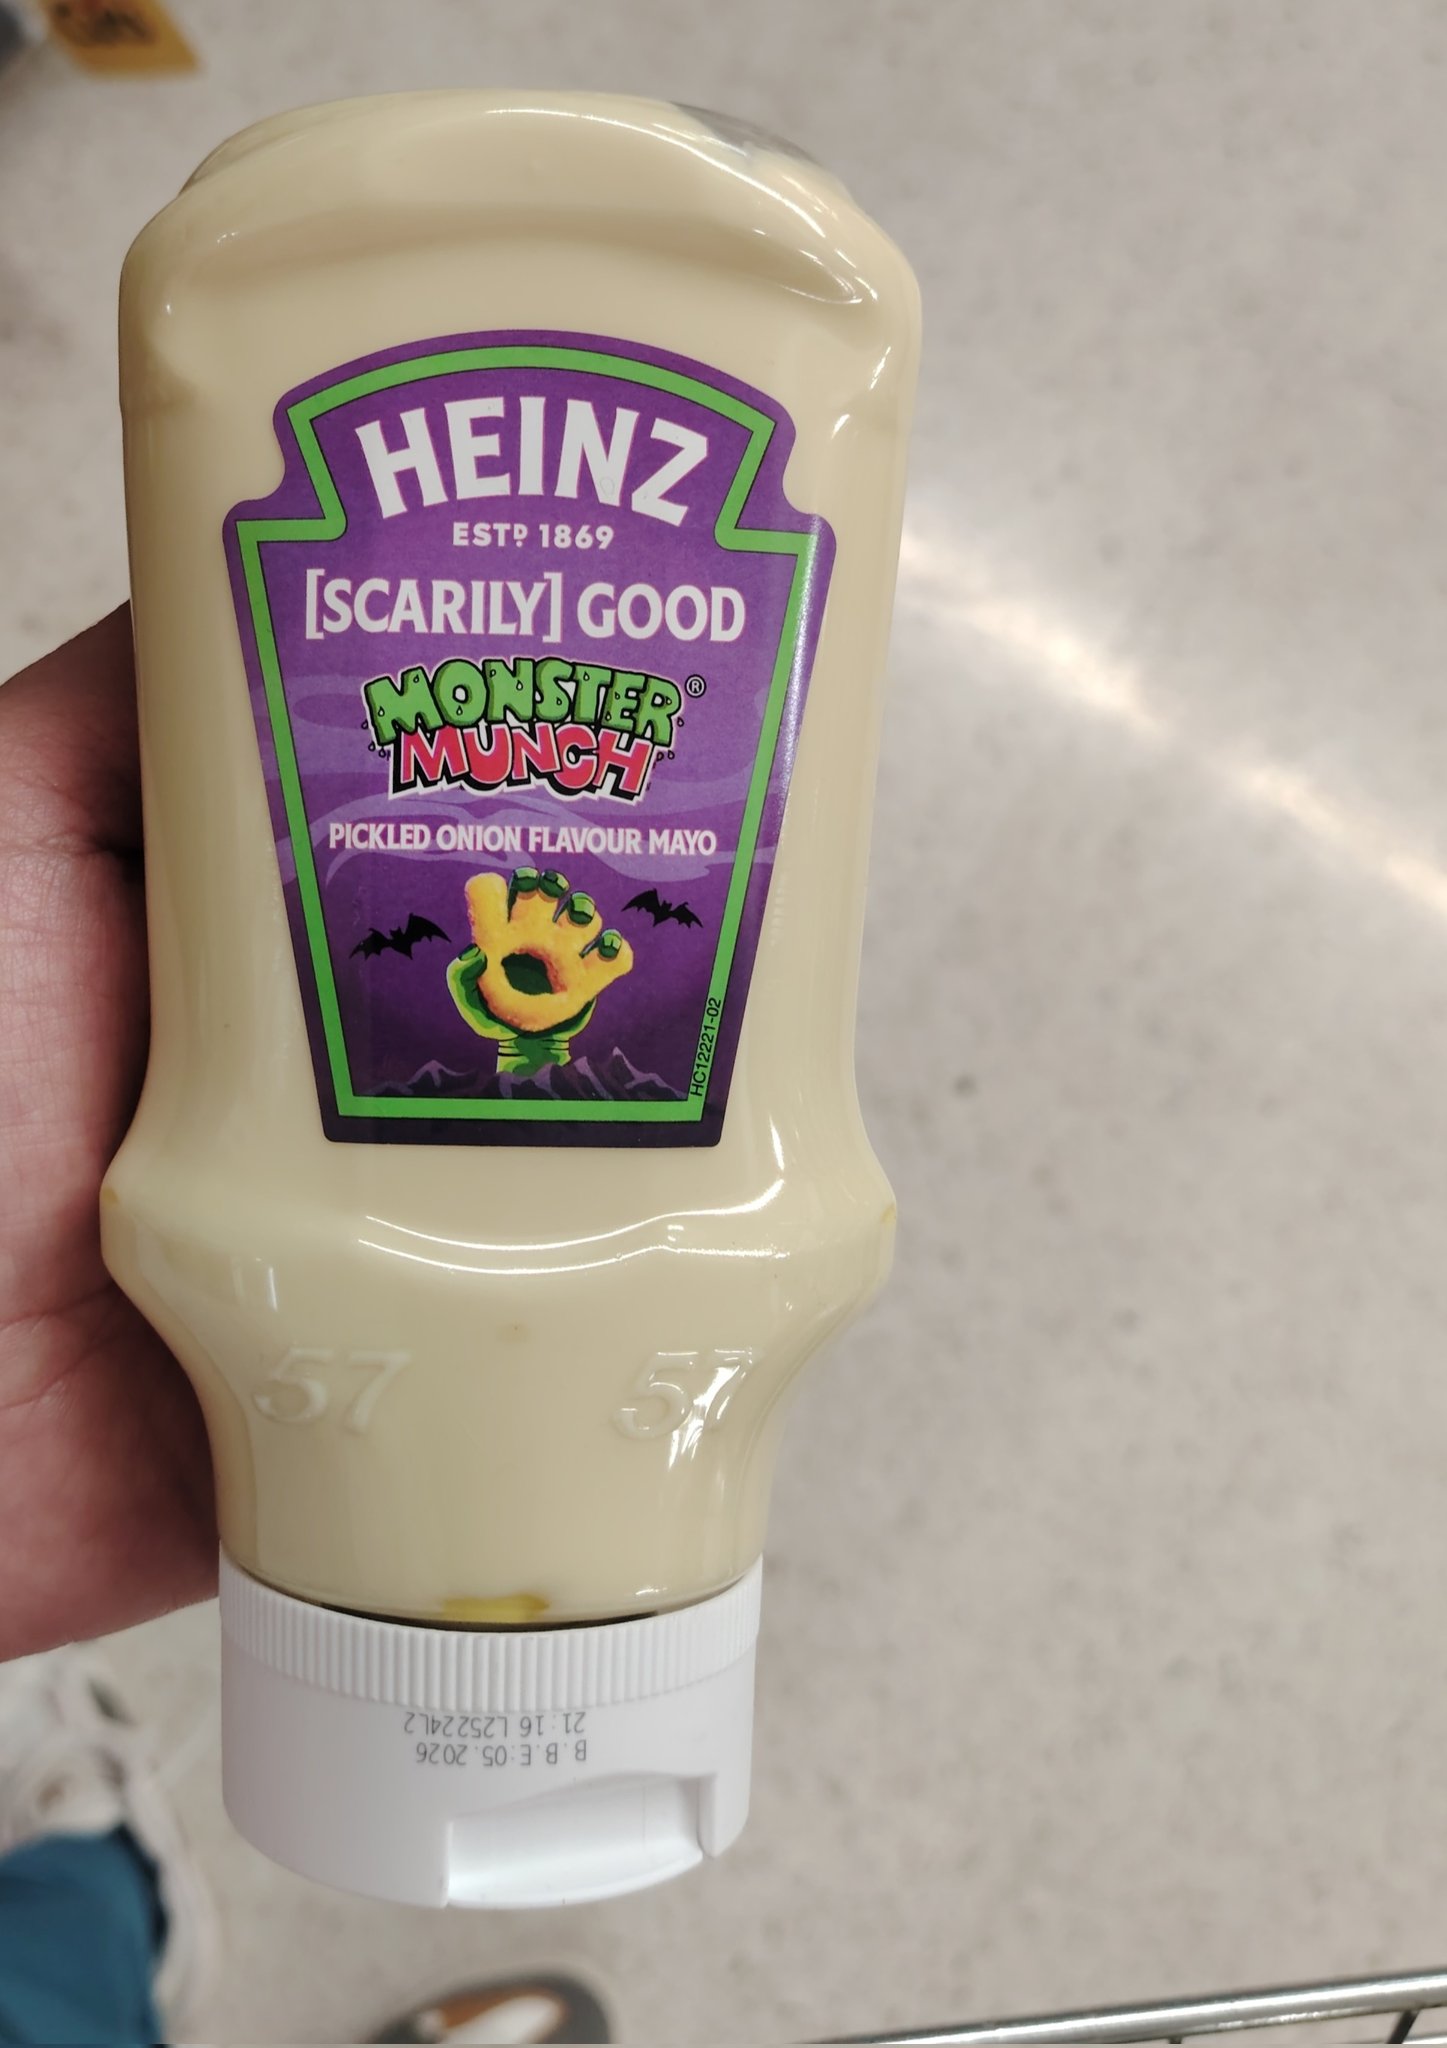 HEINZ
ESTD 1869
[SCARILY] GOOD
MONSTER®
MUNCH
PICKLED ONION FLAVOUR MAYO
HC12221-02
57 57
B.B.E:05.2026
21:16 L25224L2